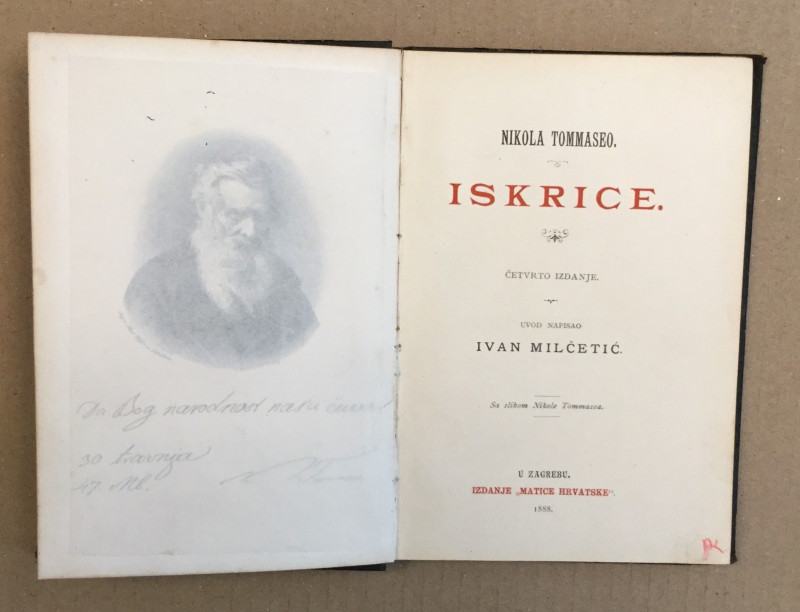 Da Bog narodnost našu
30 travnja
47. Ml.
NIKOLA TOMMASEO.
ISKRICE.
ČETVRTO IZDANJE.
UVOD NAPISAO
IVAN MILČETIĆ.
Sa slikom Nikole Tommasea.
U ZAGREBU.
IZDANJE „MATICE HRVATSKE“.
1888.